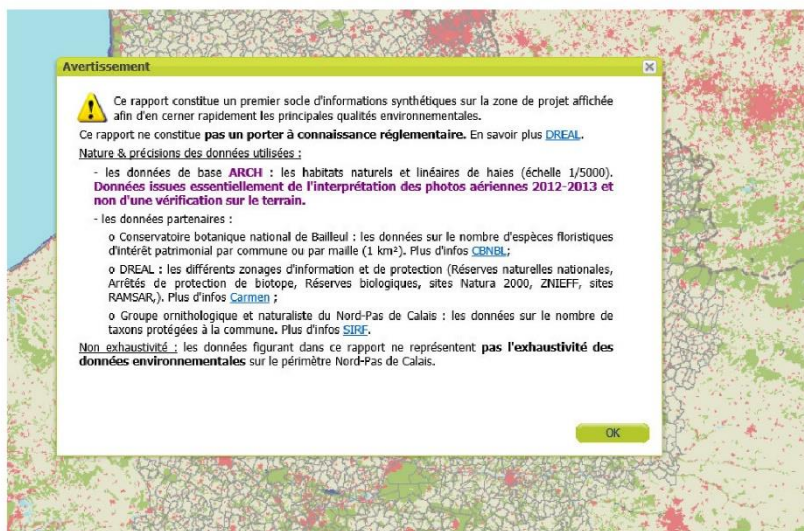 Avertissement
Ce rapport constitue un premier socle d'informations synthétiques sur la zone de projet affichée
afin d'en cerner rapidement les principales qualités environnementales.
Ce rapport ne constitue pas un porter à connaissance réglementaire. En savoir plus DREAL.
Nature & précisions des données utilisées :
- les données de base ARCH : les habitats naturels et linéaires de haies (échelle 1/5000).
Données issues essentiellement de l'interprétation des photos aériennes 2012-2013 et
non d'une vérification sur le terrain.
- les données partenaires :
o Conservatoire botanique national de Bailleul : les données sur le nombre d'espèces floristiques
d'intérêt patrimonial par commune ou par maille (1 km²). Plus d'infos CBNBL;
o DREAL : les différents zonages d'information et de protection (Réserves naturelles nationales,
Arrêtés de protection de biotope, Réserves biologiques, sites Natura 2000, ZNIEFF, sites
RAMSAR,). Plus d'infos Carmen ;
o Groupe ornithologique et naturaliste du Nord-Pas de Calais : les données sur le nombre de
taxons protégées à la commune. Plus d'infos SIRF.
Non exhaustivité : les données figurant dans ce rapport ne représentent pas l'exhaustivité des
données environnementales sur le périmètre Nord-Pas de Calais.
OK